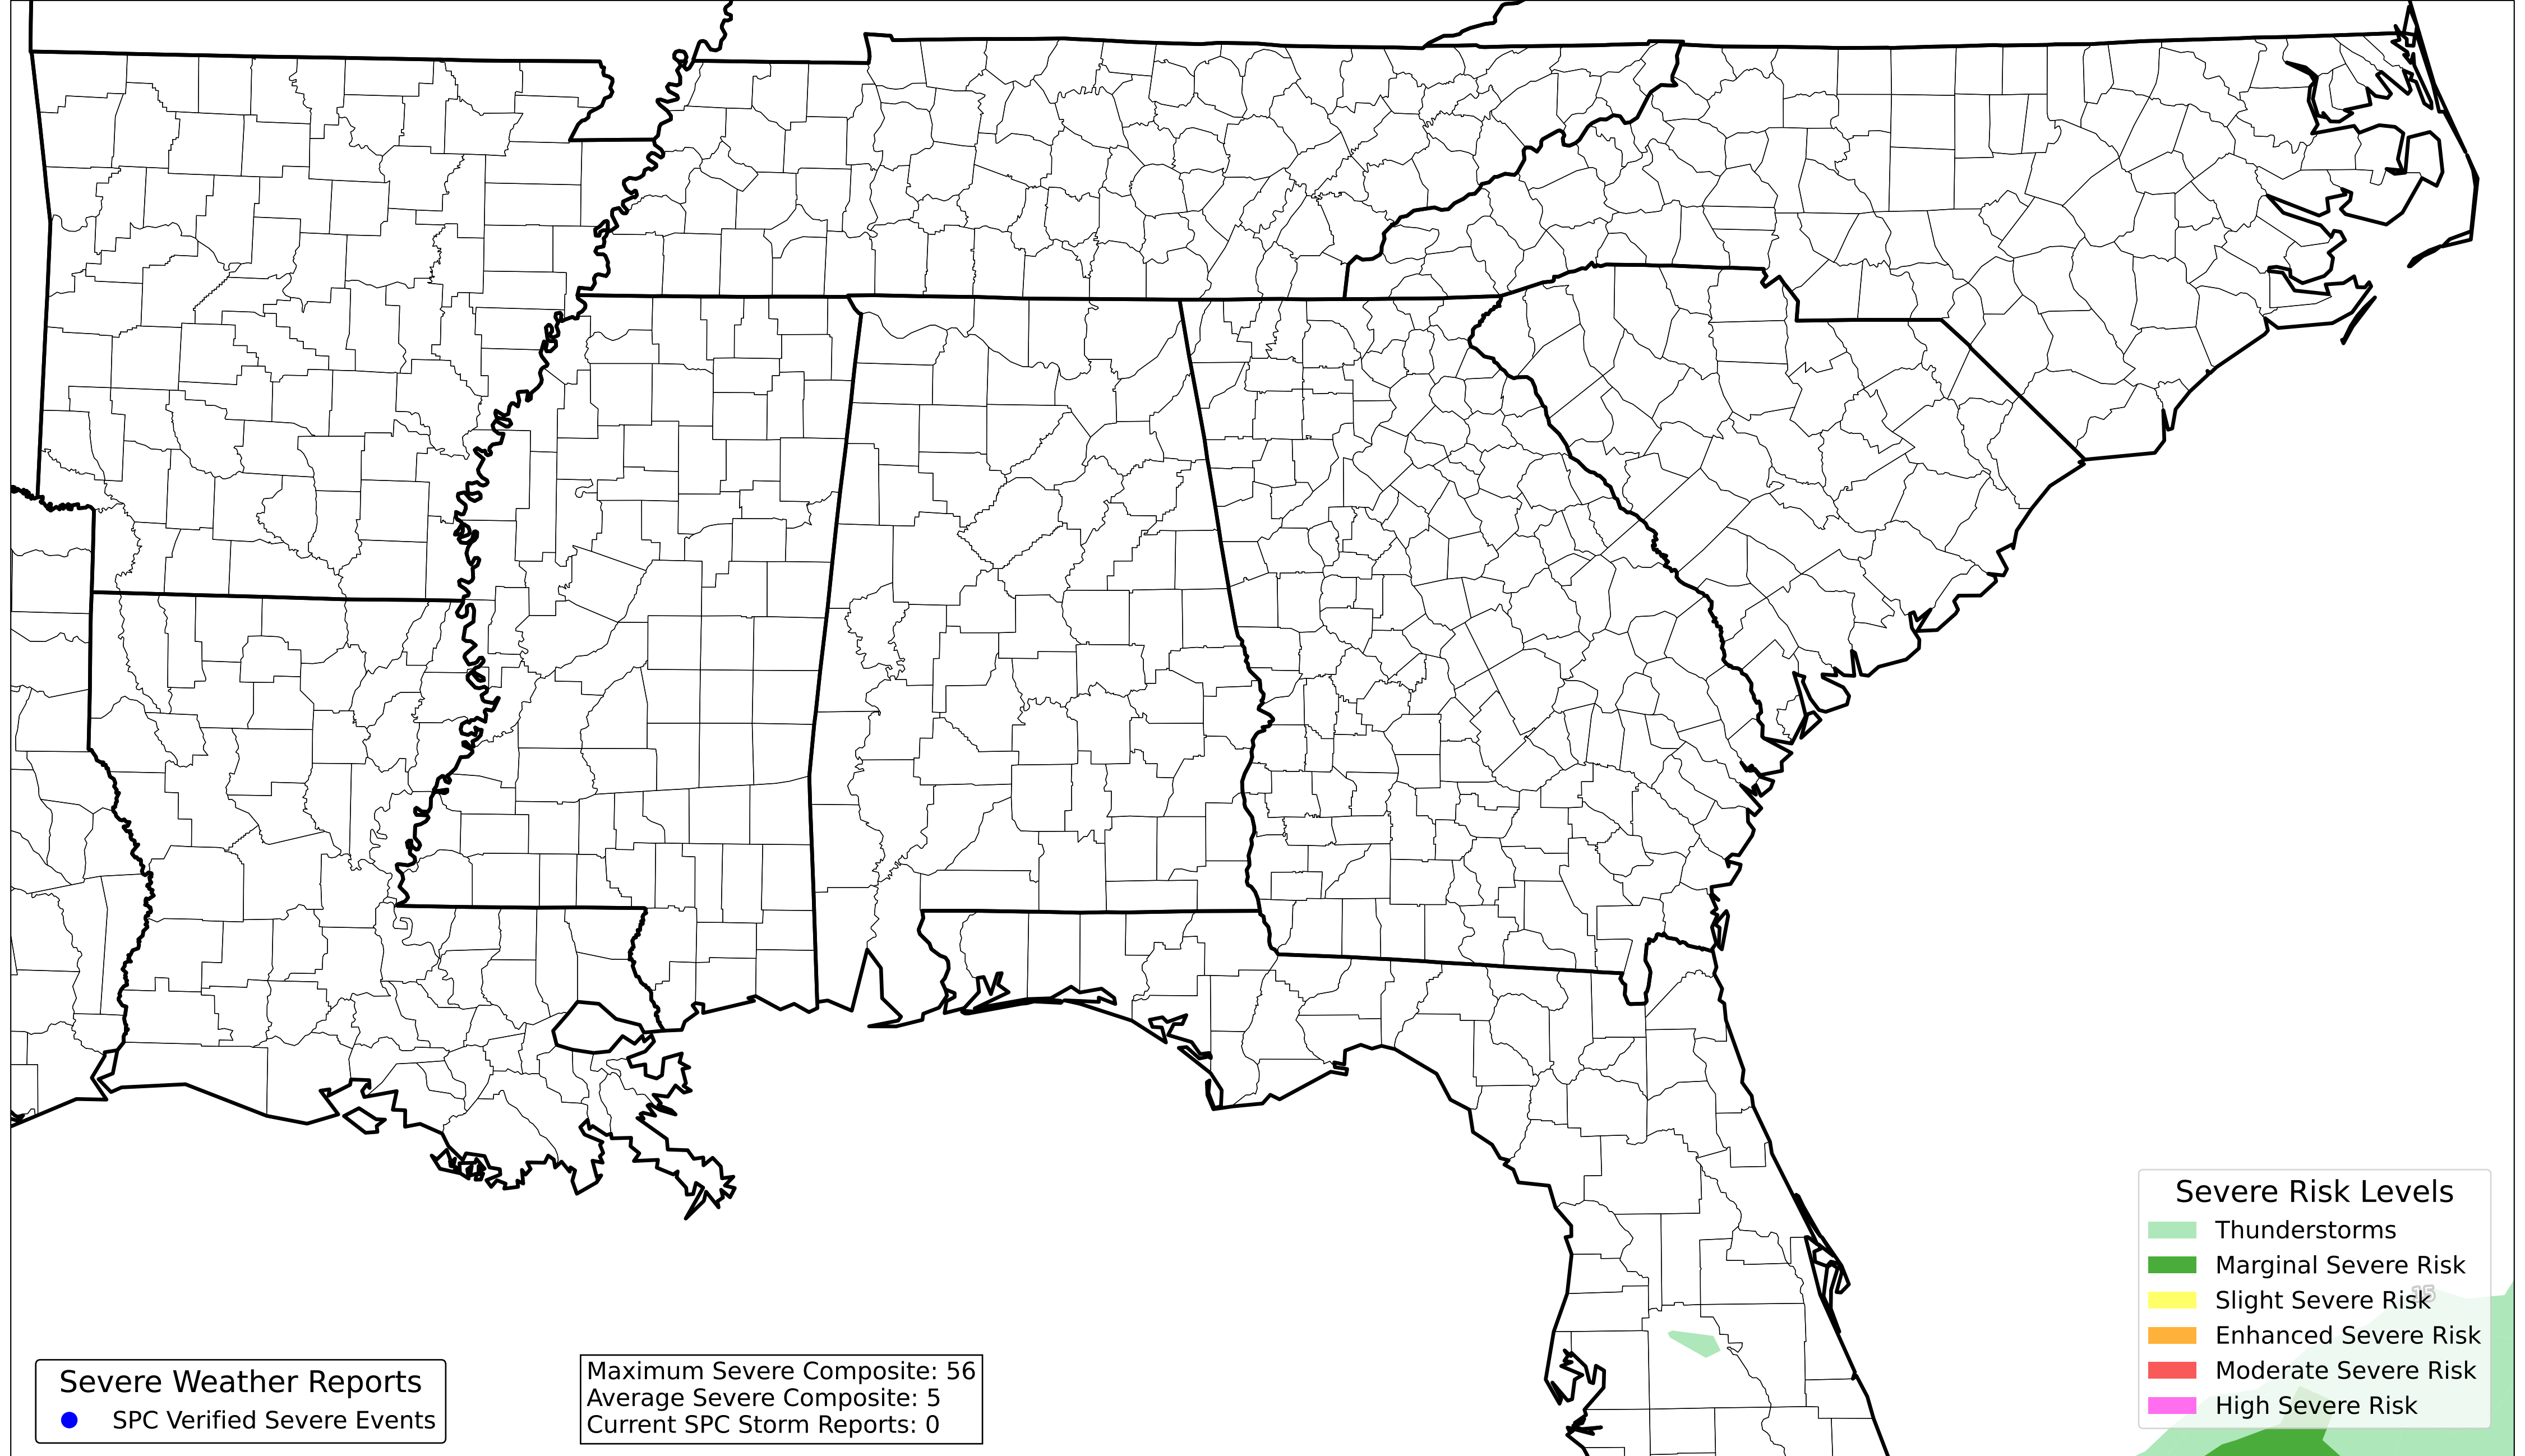 Severe Risk Levels
Thunderstorms
Marginal Severe Risk
15
Slight Severe Risk
Enhanced Severe Risk
Moderate Severe Risk
High Severe Risk
Severe Weather Reports
SPC Verified Severe Events
Maximum Severe Composite: 56
Average Severe Composite: 5
Current SPC Storm Reports: 0